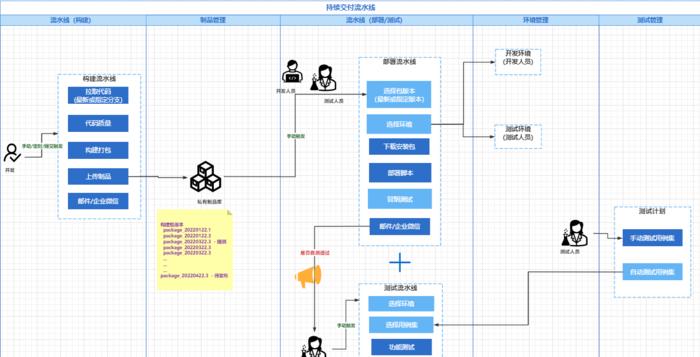 持续交付流水线
流水线（构建）
制品管理
流水线（部署/测试）
环境管理
测试管理
构建流水线
拉取代码
(最新或指定分支)
代码质量
构建打包
上传制品
邮件/企业微信
手动/定时/提交触发
开发
私有制品库
构建包版本
package_20220122.1
package_20220122.3
package_20220322.3 - 提测
package_20220322.3
package_20220322.3
...
...
...
package_20220422.3 - 待发布
开发人员
测试人员
手动触发
部署流水线
选择包版本
(最新或指定版本)
选择环境
下载安装包
部署脚本
冒烟测试
邮件/企业微信
是否自测通过
手动触发
测试流水线
选择环境
选择用例集
功能测试
开发环境
(开发人员)
测试环境
(测试人员)
测试人员
测试计划
手动测试用例集
自动测试用例集